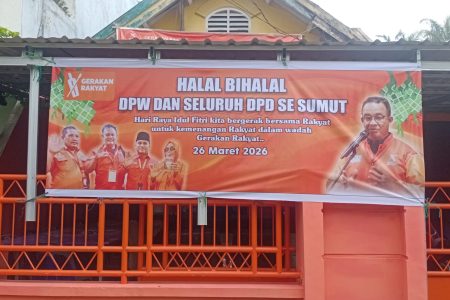 GERAKAN
RAKYAT
HALAL BIHALAL
DPW DAN SELURUH DPD SE SUMUT
Hari Raya Idul Fitri kita bergerak bersama Rakyat
untuk kemenangan Rakyat dalam wadah
Gerakan Rakyat..
26 Maret 2026